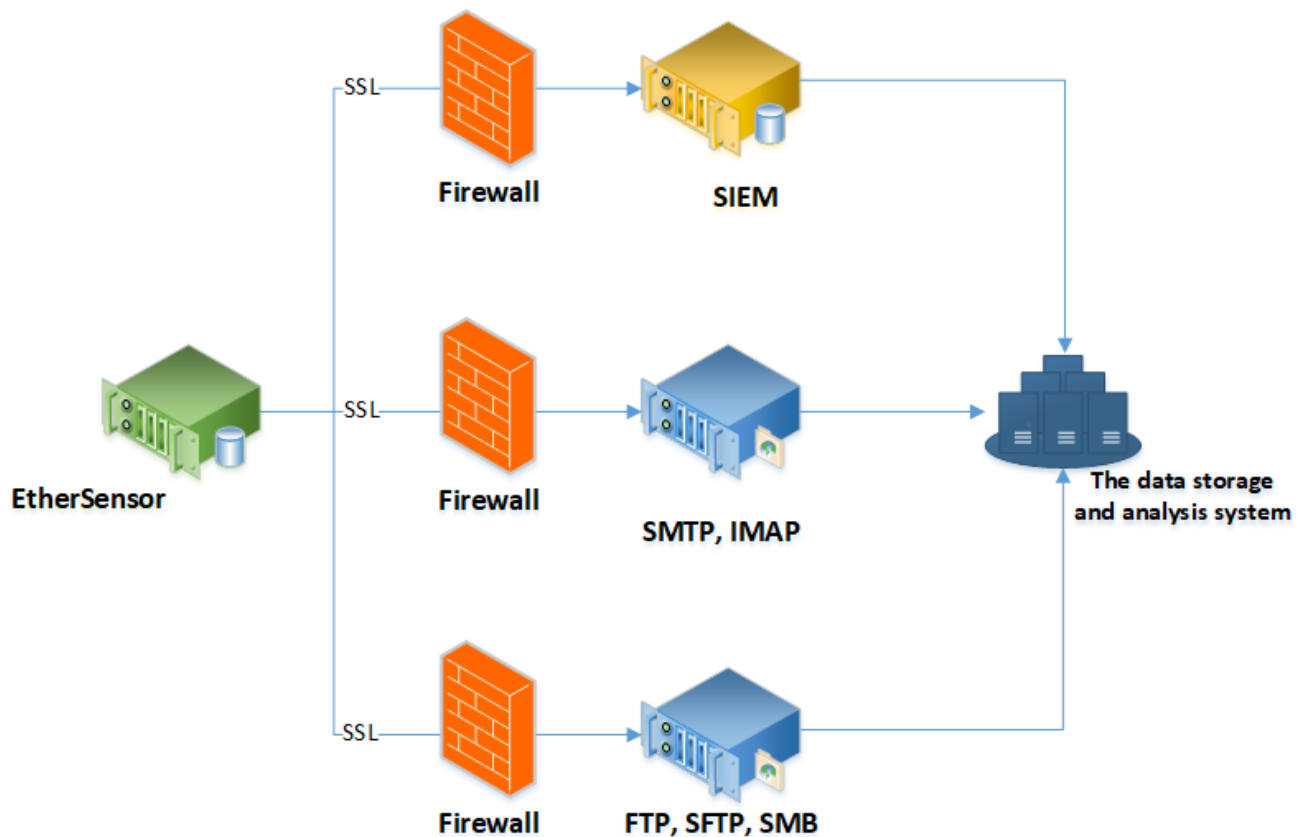 SSL
Firewall
SIEM
EtherSensor
SSL
Firewall
SMTP, IMAP
The data storage
and analysis system
SSL
Firewall
FTP, SFTP, SMB